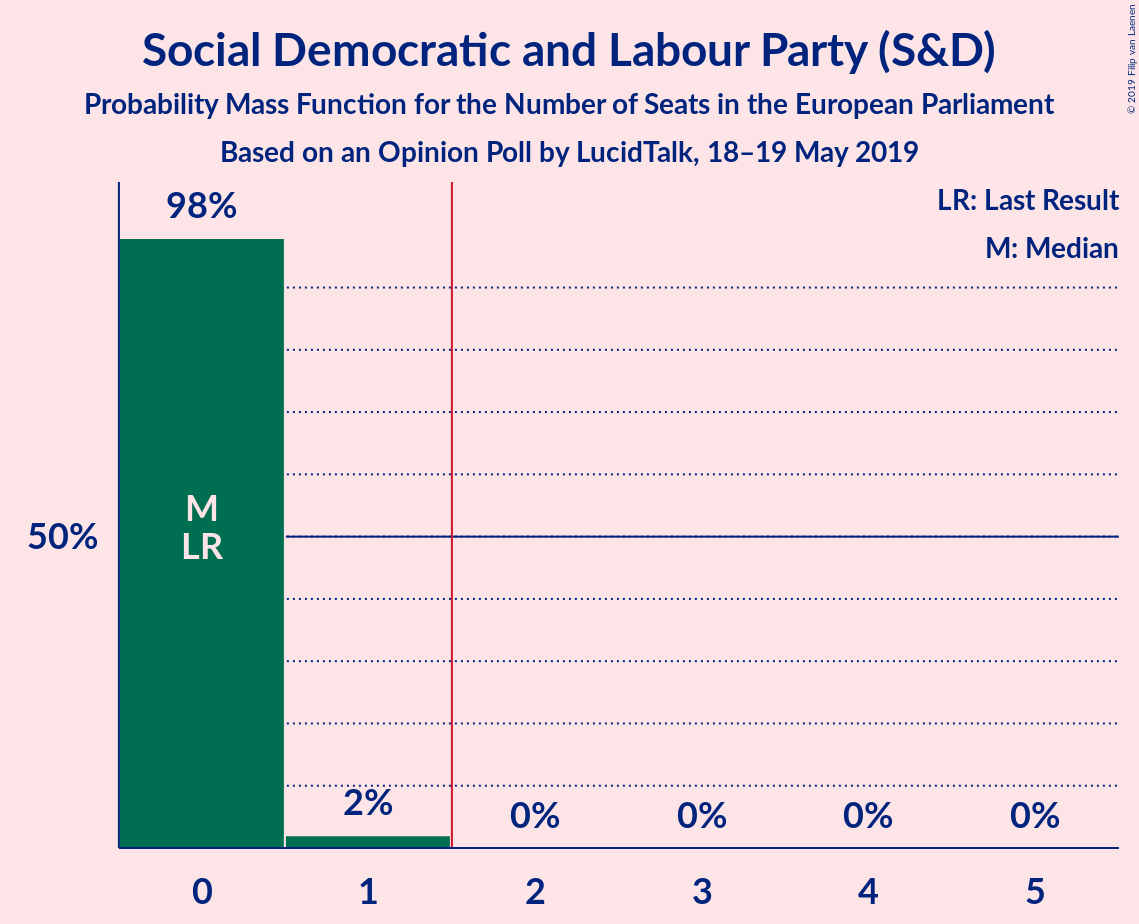 Social Democratic and Labour Party (S&D)
Probability Mass Function for the Number of Seats in the European Parliament
Based on an Opinion Poll by LucidTalk, 18–19 May 2019
© 2019 Filip van Laenen
LR: Last Result
M: Median
98%
M
LR
50%
2%
0%
0%
0%
0%
0
1
2
3
4
5